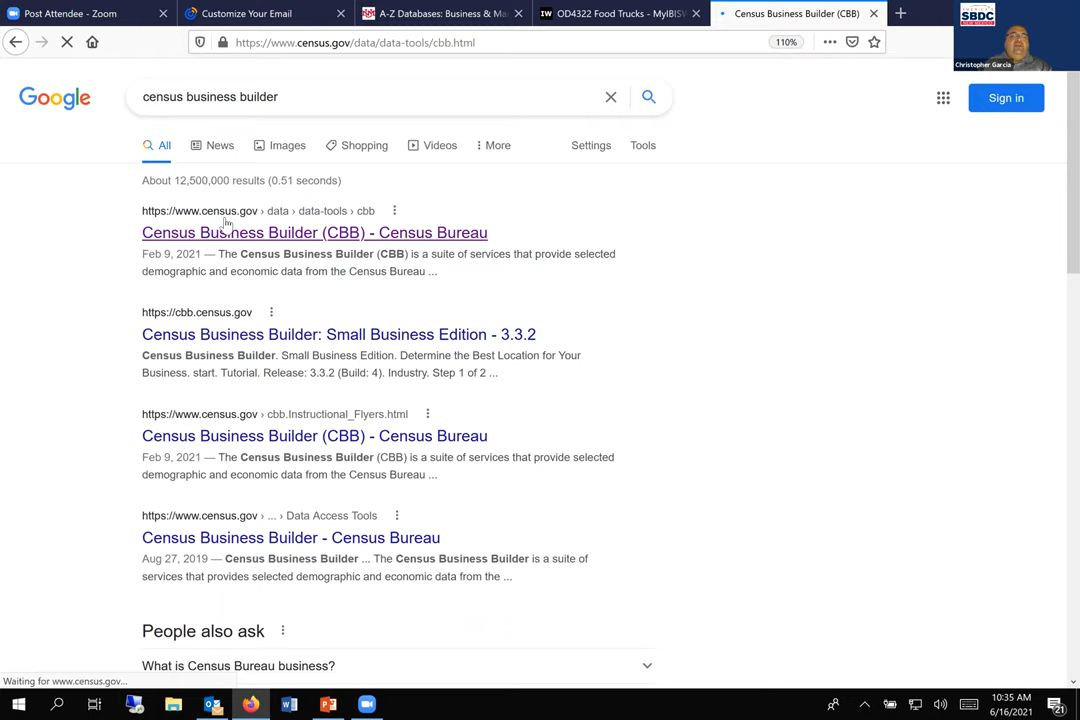 Post Attendee - Zoom
Customize Your Email
A-Z Databases: Business & Ma
OD4322 Food Trucks - MyIBISW
Census Business Builder (CBB)
https://www.census.gov/data/data-tools/cbb.html
110%
AMERICA'S
SBDC
NEW MEXICO
Christopher Garcia
Google
census business builder
Sign in
All
News
Images
Shopping
Videos
More
Settings
Tools
About 12,500,000 results (0.51 seconds)
https://www.census.gov › data › data-tools › cbb
Census Business Builder (CBB) - Census Bureau
Feb 9, 2021 — The Census Business Builder (CBB) is a suite of services that provide selected
demographic and economic data from the Census Bureau ...
https://cbb.census.gov
Census Business Builder: Small Business Edition - 3.3.2
Census Business Builder. Small Business Edition. Determine the Best Location for Your
Business. start. Tutorial. Release: 3.3.2 (Build: 4). Industry. Step 1 of 2 ...
https://www.census.gov › cbb.Instructional_Flyers.html
Census Business Builder (CBB) - Census Bureau
Feb 9, 2021 — The Census Business Builder (CBB) is a suite of services that provide selected
demographic and economic data from the Census Bureau ...
https://www.census.gov › ... › Data Access Tools
Census Business Builder - Census Bureau
Aug 27, 2019 — Census Business Builder ... The Census Business Builder is a suite of
services that provides selected demographic and economic data from the ...
People also ask
What is Census Bureau business?
Waiting for www.census.gov...
10:35 AM
6/16/2021
21